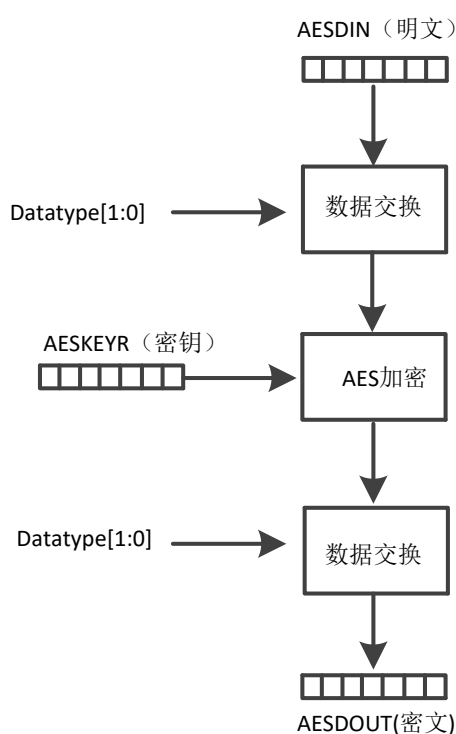 AESDIN（明文）
Datatype[1:0]
数据交换
AESKEYR（密钥）
AES加密
Datatype[1:0]
数据交换
AESDOUT(密文)